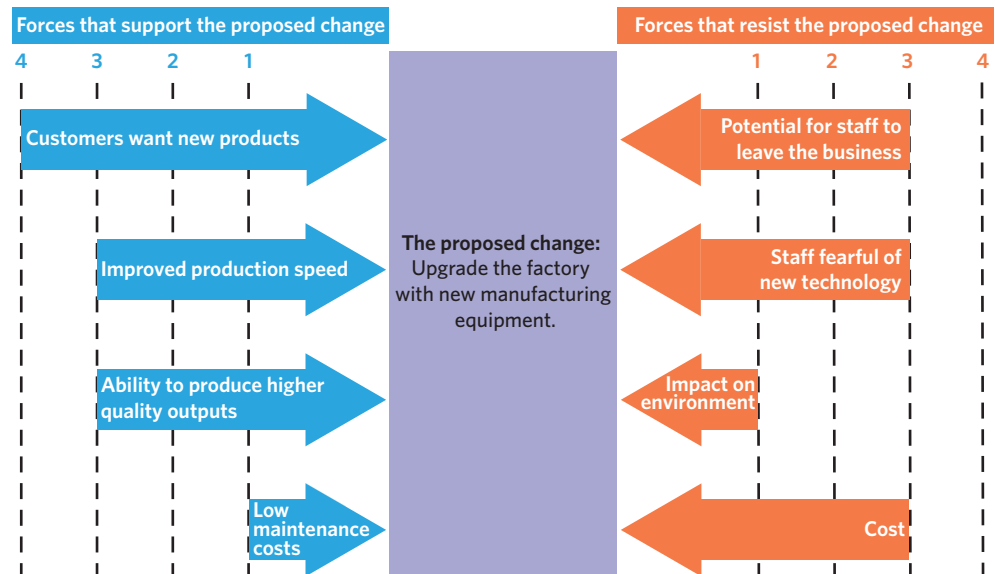 Forces that support the proposed change
Forces that resist the proposed change
4 3 2 1
1 2 3 4
Customers want new products
Potential for staff to
leave the business
The proposed change:
Upgrade the factory
with new manufacturing
equipment.
Improved production speed
Staff fearful of
new technology
Ability to produce higher
quality outputs
Impact on
environment
Low
maintenance
costs
Cost